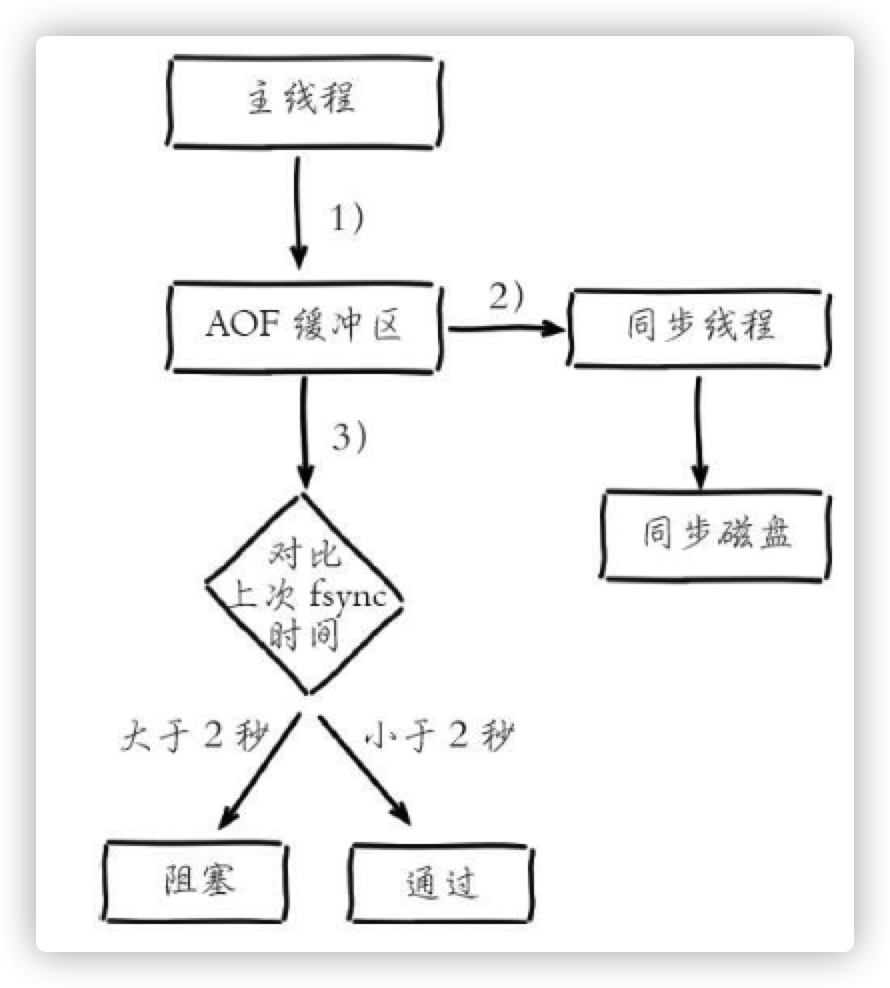 主线程
1)
AOF 缓冲区
2)
同步线程
3)
同步磁盘
对比
上次 fsync
时间
大于 2 秒
小于 2 秒
阻塞
通过